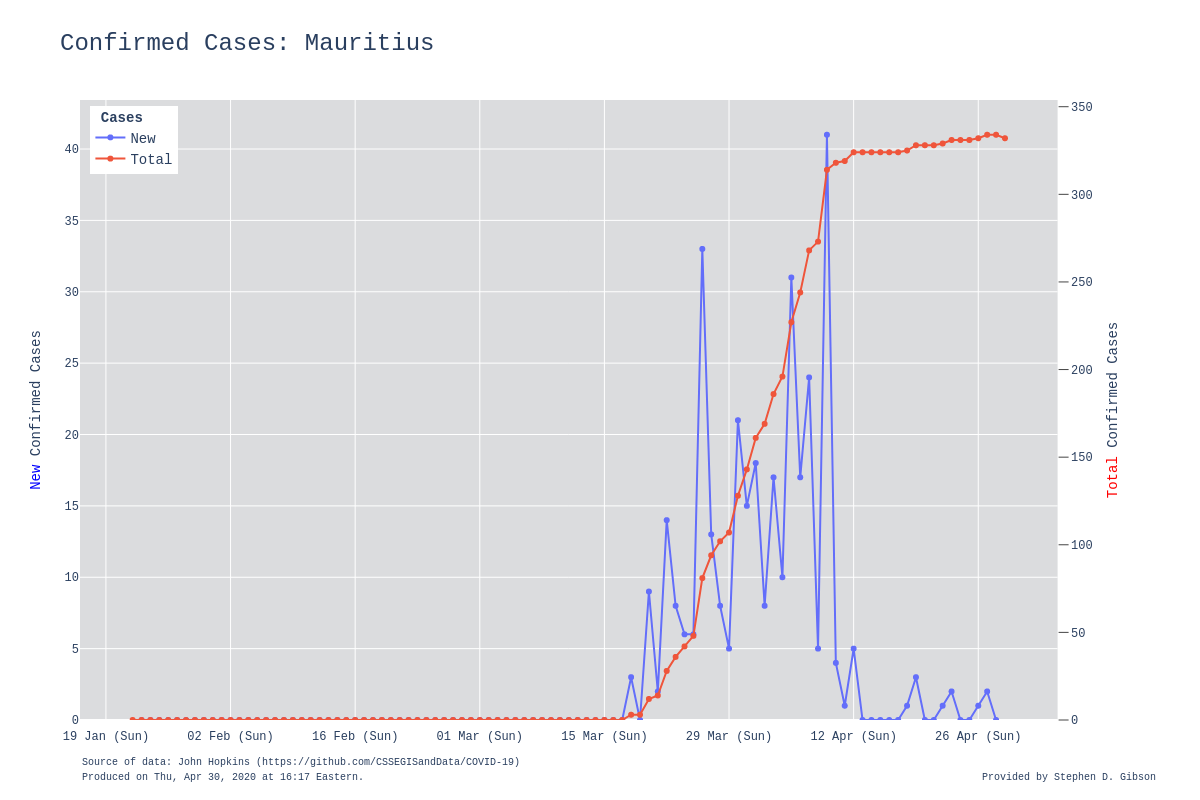 Confirmed Cases: Mauritius
Cases
New
Total
40
35
30
25
20
15
10
5
0
350
300
250
200
150
100
50
0
New Confirmed Cases
Total Confirmed Cases
19 Jan (Sun) 02 Feb (Sun) 16 Feb (Sun) 01 Mar (Sun) 15 Mar (Sun) 29 Mar (Sun) 12 Apr (Sun) 26 Apr (Sun)
Source of data: John Hopkins (https://github.com/CSSEGISandData/COVID-19)
Produced on Thu, Apr 30, 2020 at 16:17 Eastern.
Provided by Stephen D. Gibson